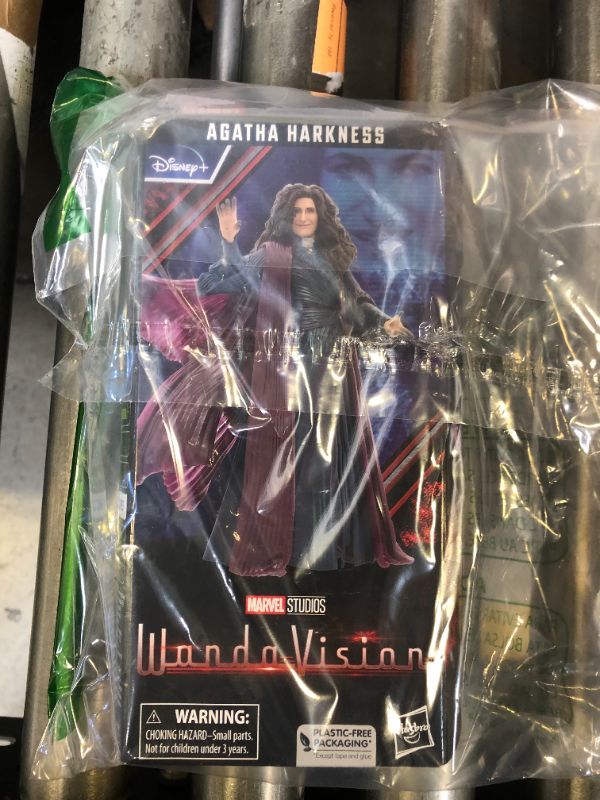 AGATHA HARKNESS
Disney+
MARVEL STUDIOS
WandaVision
WARNING:
CHOKING HAZARD–Small parts.
Not for children under 3 years.
PLASTIC-FREE
PACKAGING*
*Except tape and glue
Hasbro